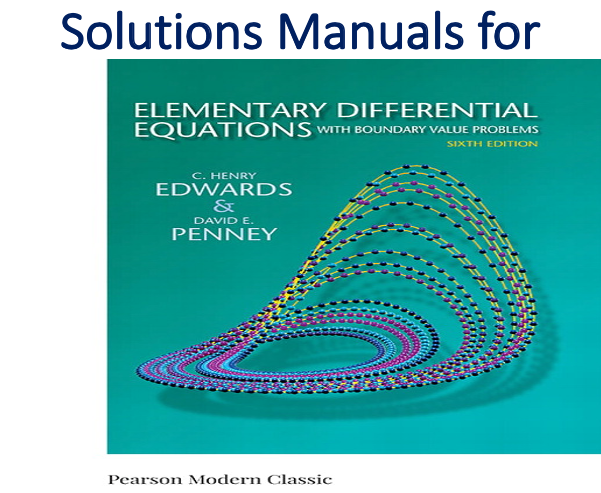 Solutions Manuals for
ELEMENTARY DIFFERENTIAL
EQUATIONS WITH BOUNDARY VALUE PROBLEMS
SIXTH EDITION
C. HENRY
EDWARDS
&
DAVID E.
PENNEY
Pearson Modern Classic